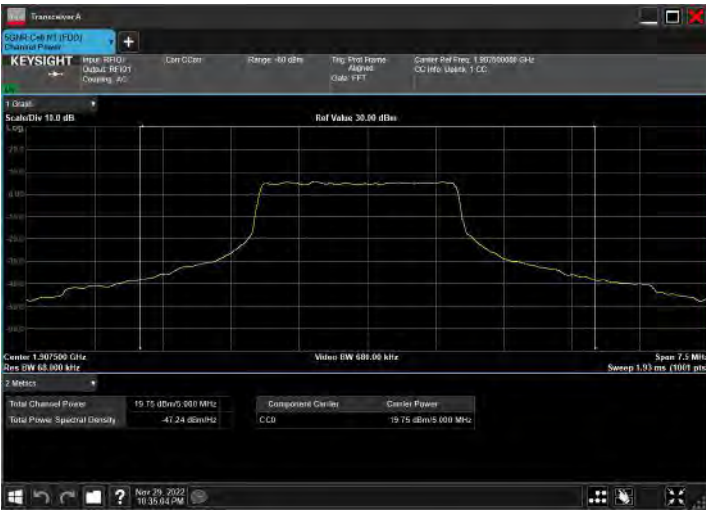 Transceiver A
5GNR Cell N1 (FDD)
Channel Power
KEYSIGHT
Input: RFIO1
Output: RFIO1
Coupling: AC
Corr CCorr
Range: -60 dBm
Trig: Prot Frame
Aligned
Gate: FFT
Carrier Ref Freq: 1.907500000 GHz
CC Info: Uplink, 1 CC
1 Graph
Scale/Div 10.0 dB
Ref Value 30.00 dBm
Log
Center 1.907500 GHz
Video BW 680.00 kHz
Span 7.5 MHz
Res BW 68.000 kHz
Sweep 1.93 ms (1001 pts
2 Metrics
Total Channel Power
19.75 dBm/5.000 MHz
Total Power Spectral Density
-47.24 dBm/Hz
Component Carrier
Carrier Power
CC0
19.75 dBm/5.000 MHz
Nov 29, 2022
10:35:04 PM